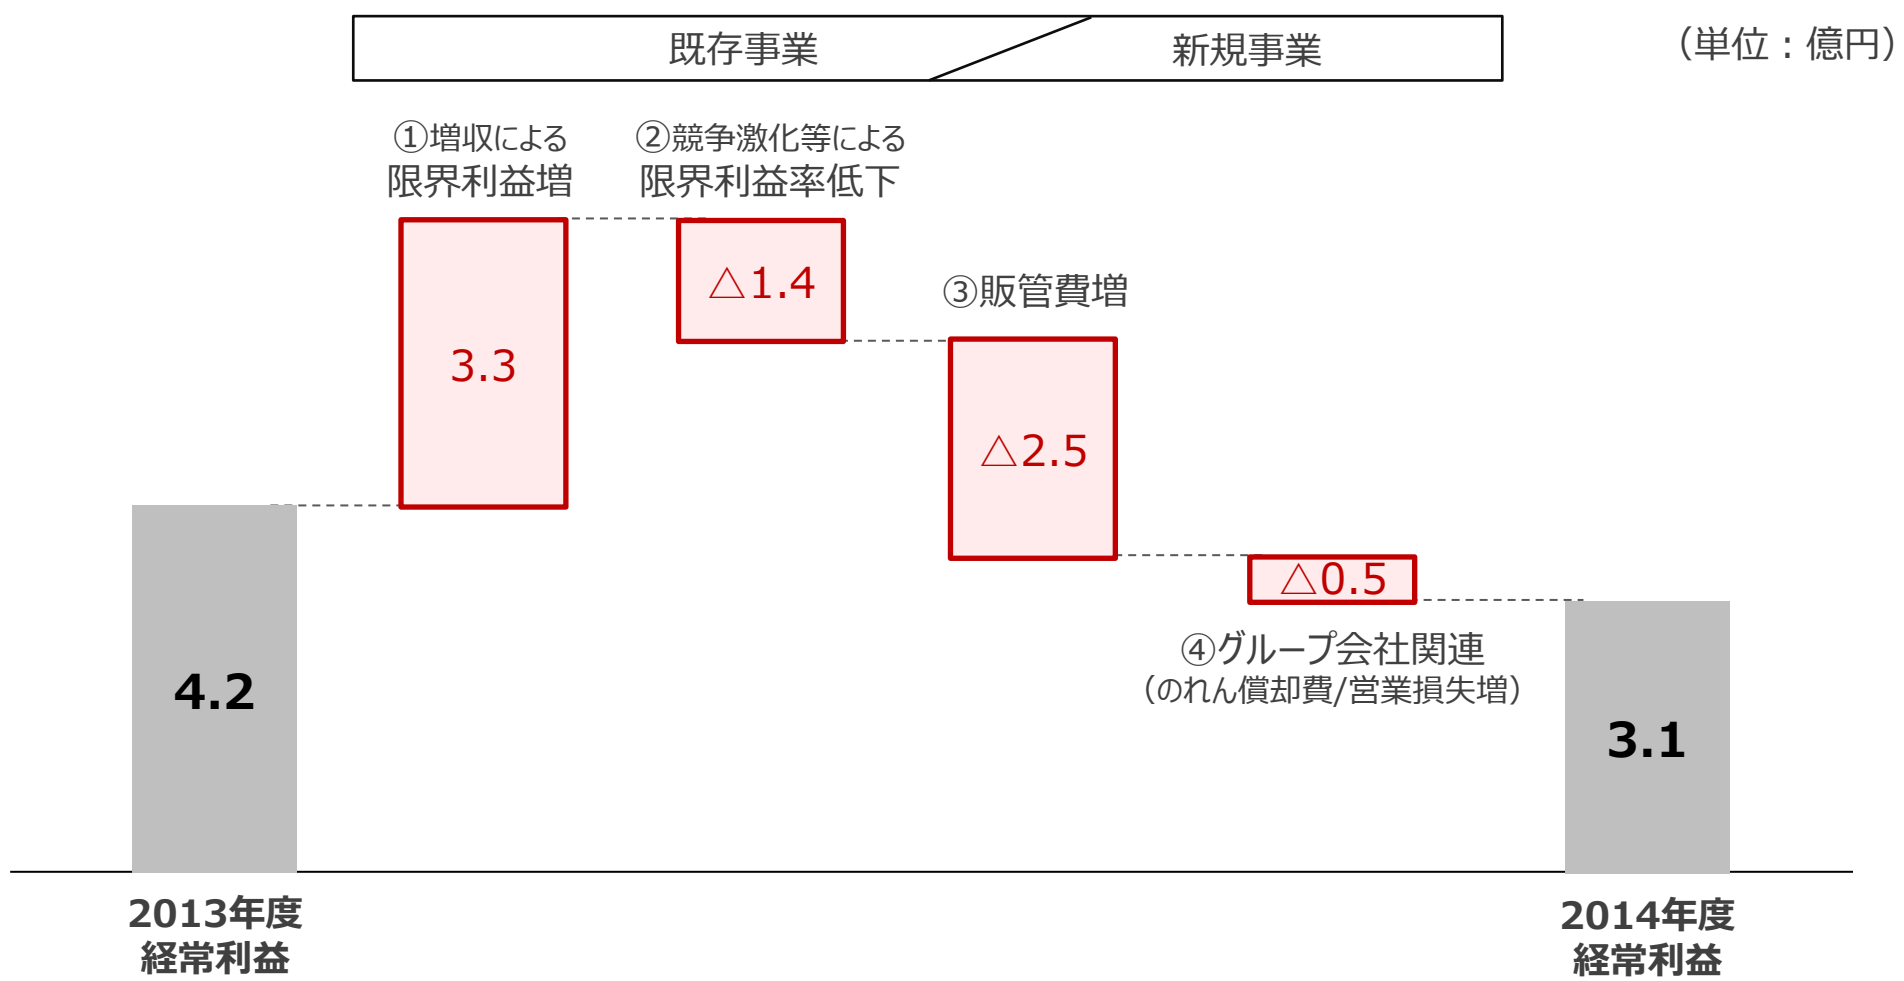 既存事業
新規事業
（単位：億円）
①増収による
限界利益増
②競争激化等による
限界利益率低下
3.3
△1.4
③販管費増
△2.5
△0.5
④グループ会社関連
（のれん償却費/営業損失増）
4.2
3.1
2013年度
経常利益
2014年度
経常利益